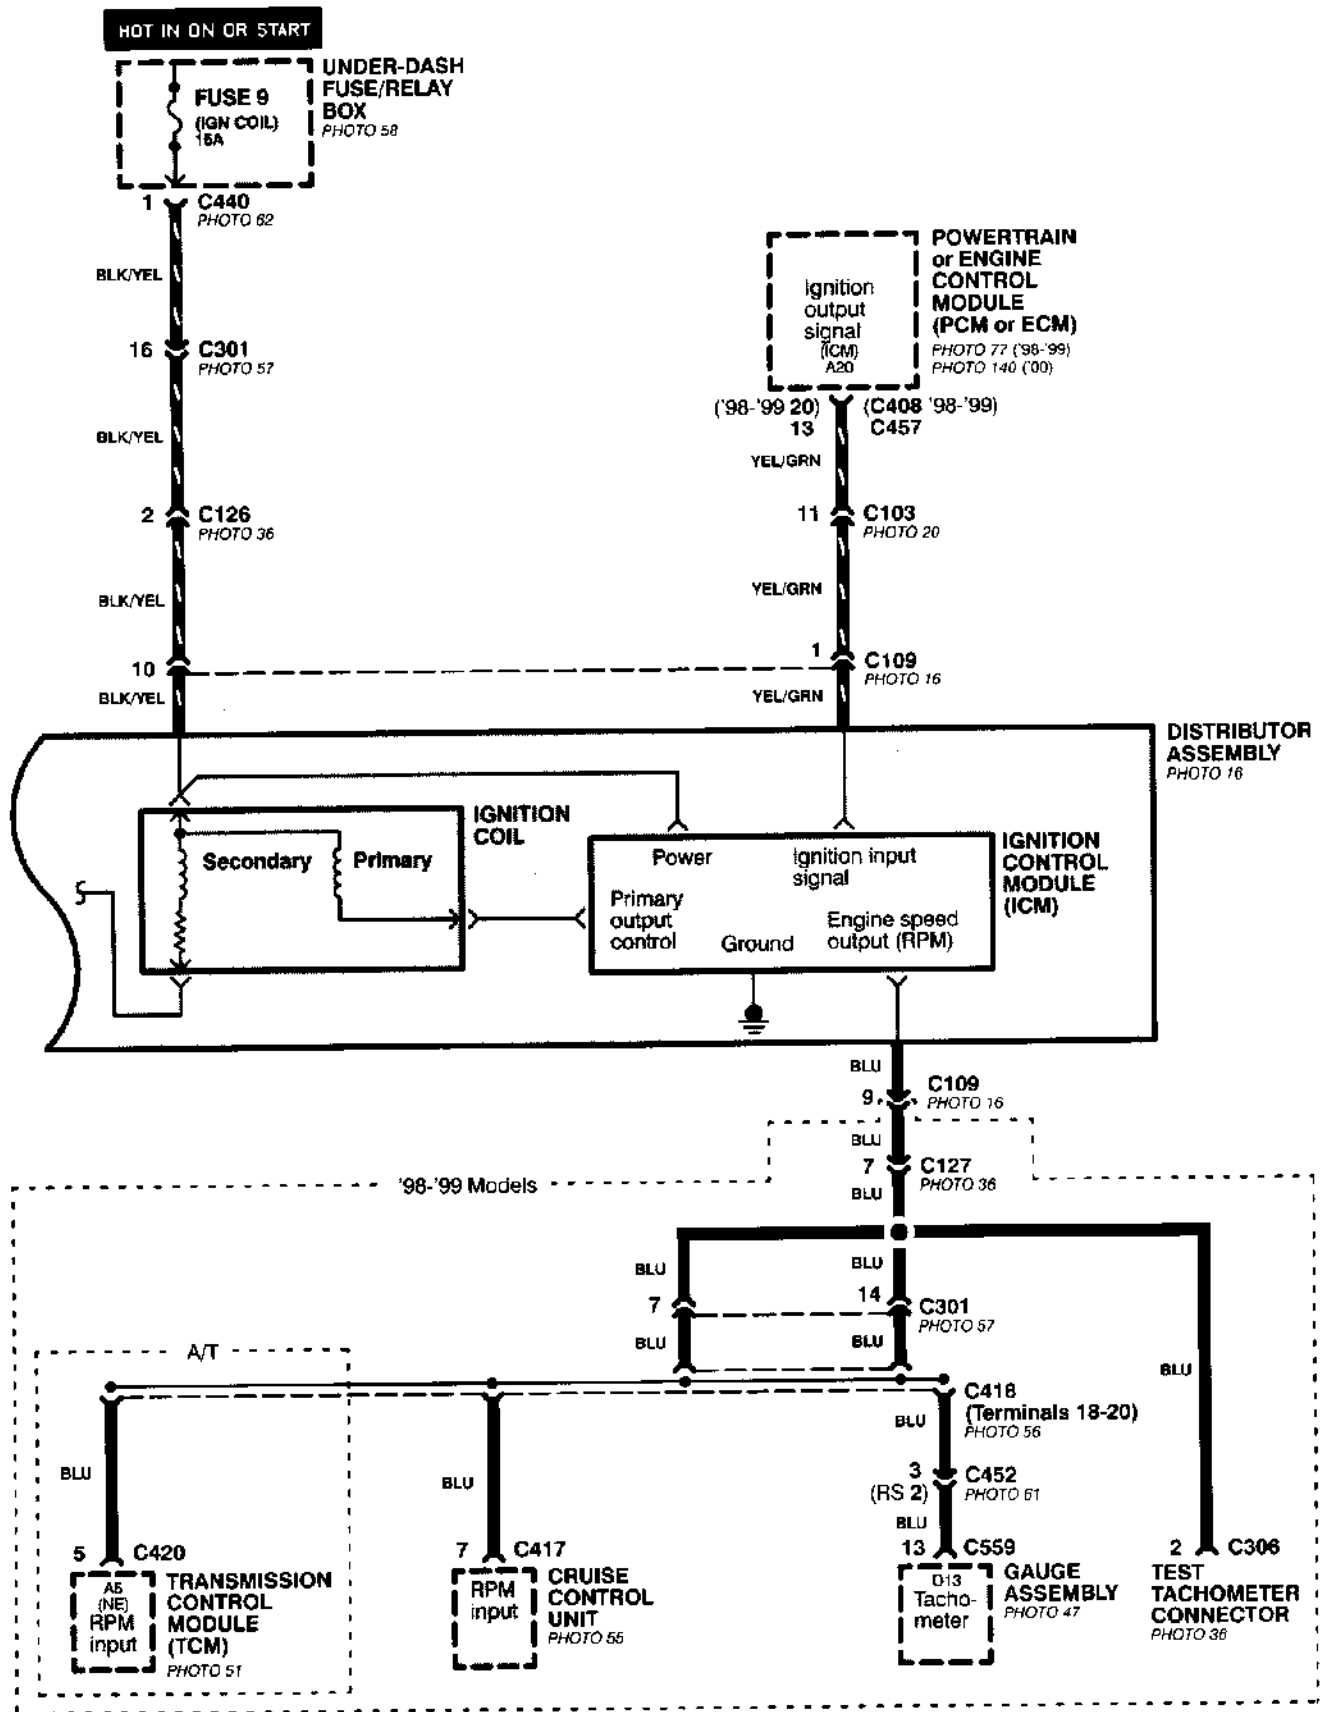 HOT IN ON OR START
UNDER-DASH
FUSE/RELAY
BOX
PHOTO 58
FUSE 9
(IGN COIL)
15A
1
C440
PHOTO 62
BLK/YEL
16
C301
PHOTO 57
BLK/YEL
2
C126
PHOTO 36
BLK/YEL
10
BLK/YEL
POWERTRAIN
or ENGINE
CONTROL
MODULE
(PCM or ECM)
PHOTO 77 ('98-'99)
PHOTO 140 ('00)
Ignition
output
signal
(ICM)
A20
('98-'99 20)
(C408 '98-'99)
13
C457
YEL/GRN
11
C103
PHOTO 20
YEL/GRN
1
C109
PHOTO 16
YEL/GRN
DISTRIBUTOR
ASSEMBLY
PHOTO 16
IGNITION
COIL
Secondary
Primary
Power
Ignition input
signal
Primary
output
control
Ground
Engine speed
output (RPM)
IGNITION
CONTROL
MODULE
(ICM)
BLU
9
C109
PHOTO 16
BLU
7
C127
PHOTO 36
BLU
'98-'99 Models
BLU
BLU
7
14
C301
PHOTO 57
BLU
BLU
BLU
A/T
C418
(Terminals 18-20)
PHOTO 56
BLU
BLU
BLU
3
(RS 2)
C452
PHOTO 61
BLU
5
C420
7
C417
13
C559
2
C306
A5
(NE)
RPM
input
TRANSMISSION
CONTROL
MODULE
(TCM)
PHOTO 51
RPM
input
CRUISE
CONTROL
UNIT
PHOTO 55
D13
Tacho-
meter
GAUGE
ASSEMBLY
PHOTO 47
TEST
TACHOMETER
CONNECTOR
PHOTO 36